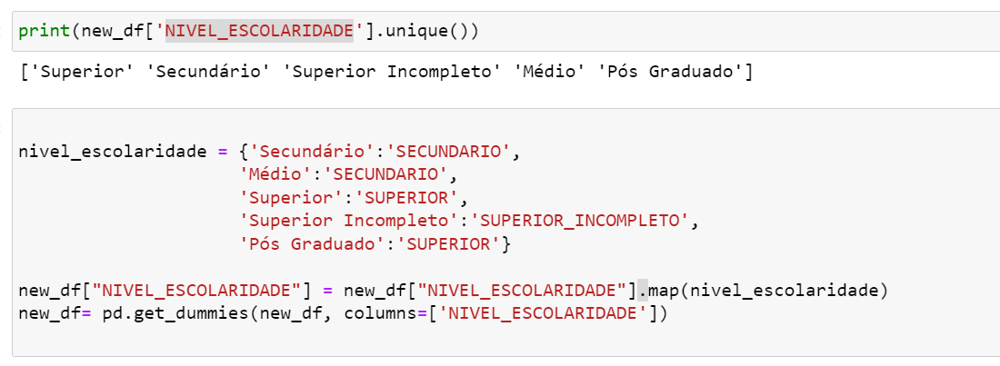 print(new_df['NIVEL_ESCOLARIDADE'].unique())
['Superior' 'Secundário' 'Superior Incompleto' 'Médio' 'Pós Graduado']
nivel_escolaridade = {'Secundário':'SECUNDARIO',
'Médio':'SECUNDARIO',
'Superior':'SUPERIOR',
'Superior Incompleto':'SUPERIOR_INCOMPLETO',
'Pós Graduado':'SUPERIOR'}
new_df["NIVEL_ESCOLARIDADE"] = new_df["NIVEL_ESCOLARIDADE"].map(nivel_escolaridade)
new_df= pd.get_dummies(new_df, columns=['NIVEL_ESCOLARIDADE'])